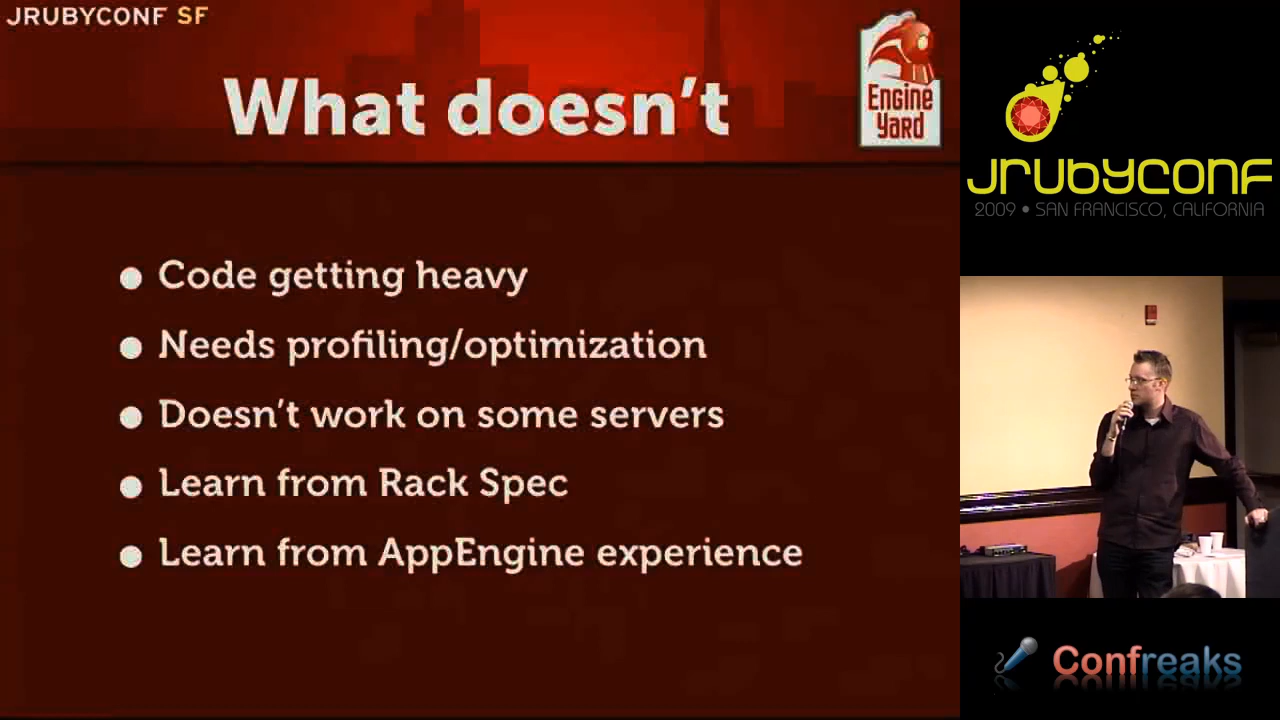 JRUBYCONF SF
What doesn't
Engine
Yard
• Code getting heavy
• Needs profiling/optimization
• Doesn't work on some servers
• Learn from Rack Spec
• Learn from AppEngine experience
JRUBYCONF
2009 • SAN FRANCISCO, CALIFORNIA
Confreaks